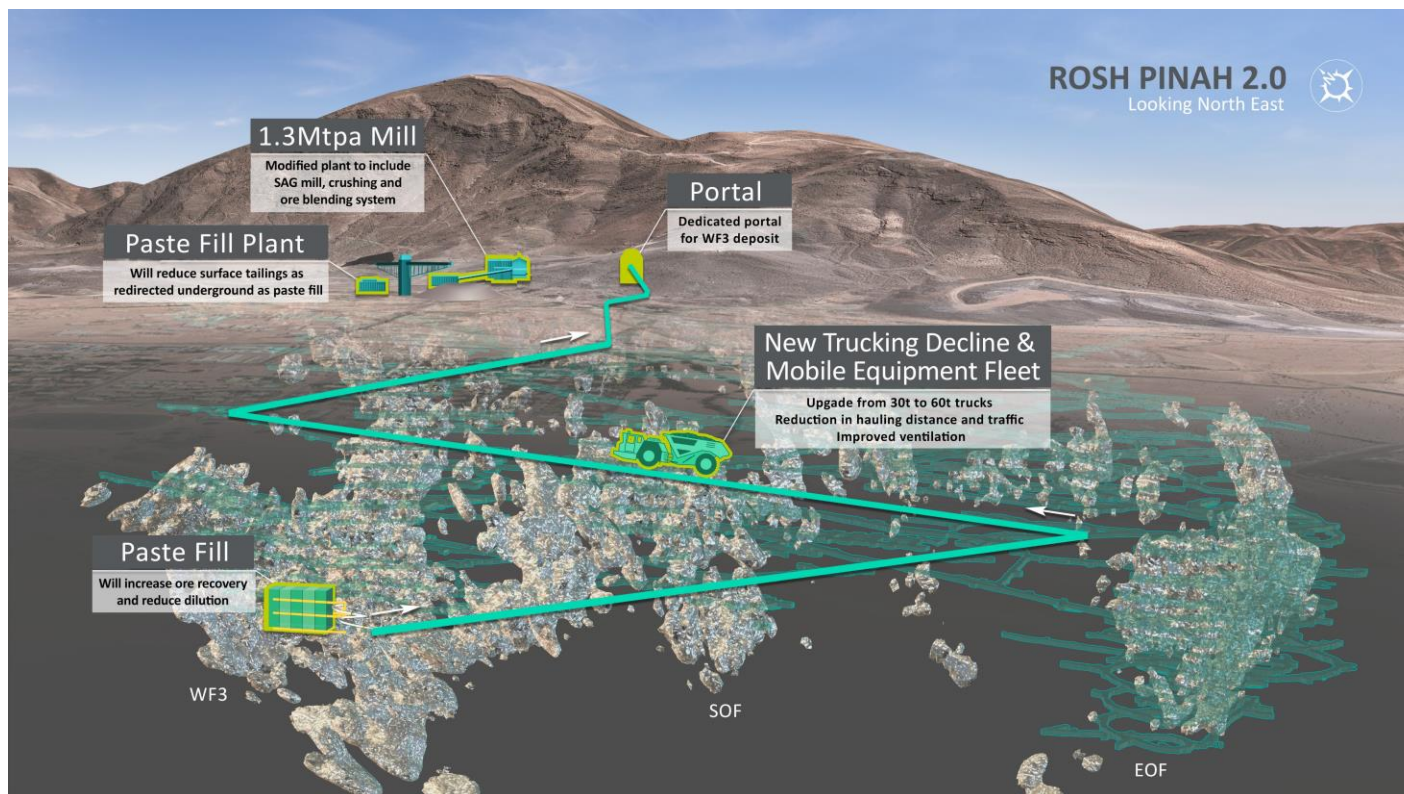 ROSH PINAH 2.0
Looking North East
N
1.3Mtpa Mill
Modified plant to include
SAG mill, crushing and
ore blending system
Portal
Dedicated portal
for WF3 deposit
Paste Fill Plant
Will reduce surface tailings as
redirected underground as paste fill
New Trucking Decline &
Mobile Equipment Fleet
Upgade from 30t to 60t trucks
Reduction in hauling distance and traffic
Improved ventilation
Paste Fill
Will increase ore recovery
and reduce dilution
WF3
SOF
EOF